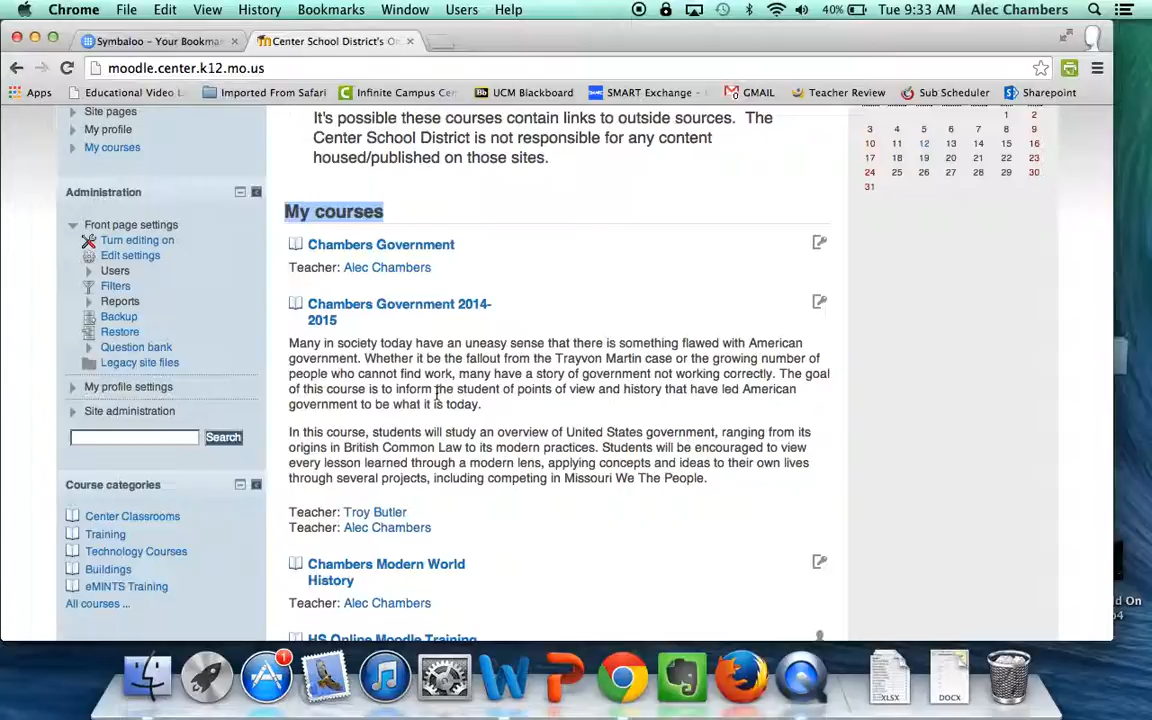 Chrome File Edit View History Bookmarks Window Users Help 40% Tue 9:33 AM Alec Chambers
Symbaloo - Your Bookma Center School District's O
moodle.center.k12.mo.us
Apps Educational Video L Imported From Safari Infinite Campus Cen Bb UCM Blackboard SMART Exchange - GMAIL Teacher Review Sub Scheduler Sharepoint
Site pages
My profile
My courses
Administration
Front page settings
Turn editing on
Edit settings
Users
Filters
Reports
Backup
Restore
Question bank
Legacy site files
My profile settings
Site administration
Search
Course categories
Center Classrooms
Training
Technology Courses
Buildings
eMINTS Training
All courses ...
It's possible these courses contain links to outside sources. The
Center School District is not responsible for any content
housed/published on those sites.
My courses
Chambers Government
Teacher: Alec Chambers
Chambers Government 2014-
2015
Many in society today have an uneasy sense that there is something flawed with American
government. Whether it be the fallout from the Trayvon Martin case or the growing number of
people who cannot find work, many have a story of government not working correctly. The goal
of this course is to inform the student of points of view and history that have led American
government to be what it is today.
In this course, students will study an overview of United States government, ranging from its
origins in British Common Law to its modern practices. Students will be encouraged to view
every lesson learned through a modern lens, applying concepts and ideas to their own lives
through several projects, including competing in Missouri We The People.
Teacher: Troy Butler
Teacher: Alec Chambers
Chambers Modern World
History
Teacher: Alec Chambers
HS Online Moodle Training
1 2
3 4 5 6 7 8 9
10 11 12 13 14 15 16
17 18 19 20 21 22 23
24 25 26 27 28 29 30
31
d On
1
XLSX DOCX